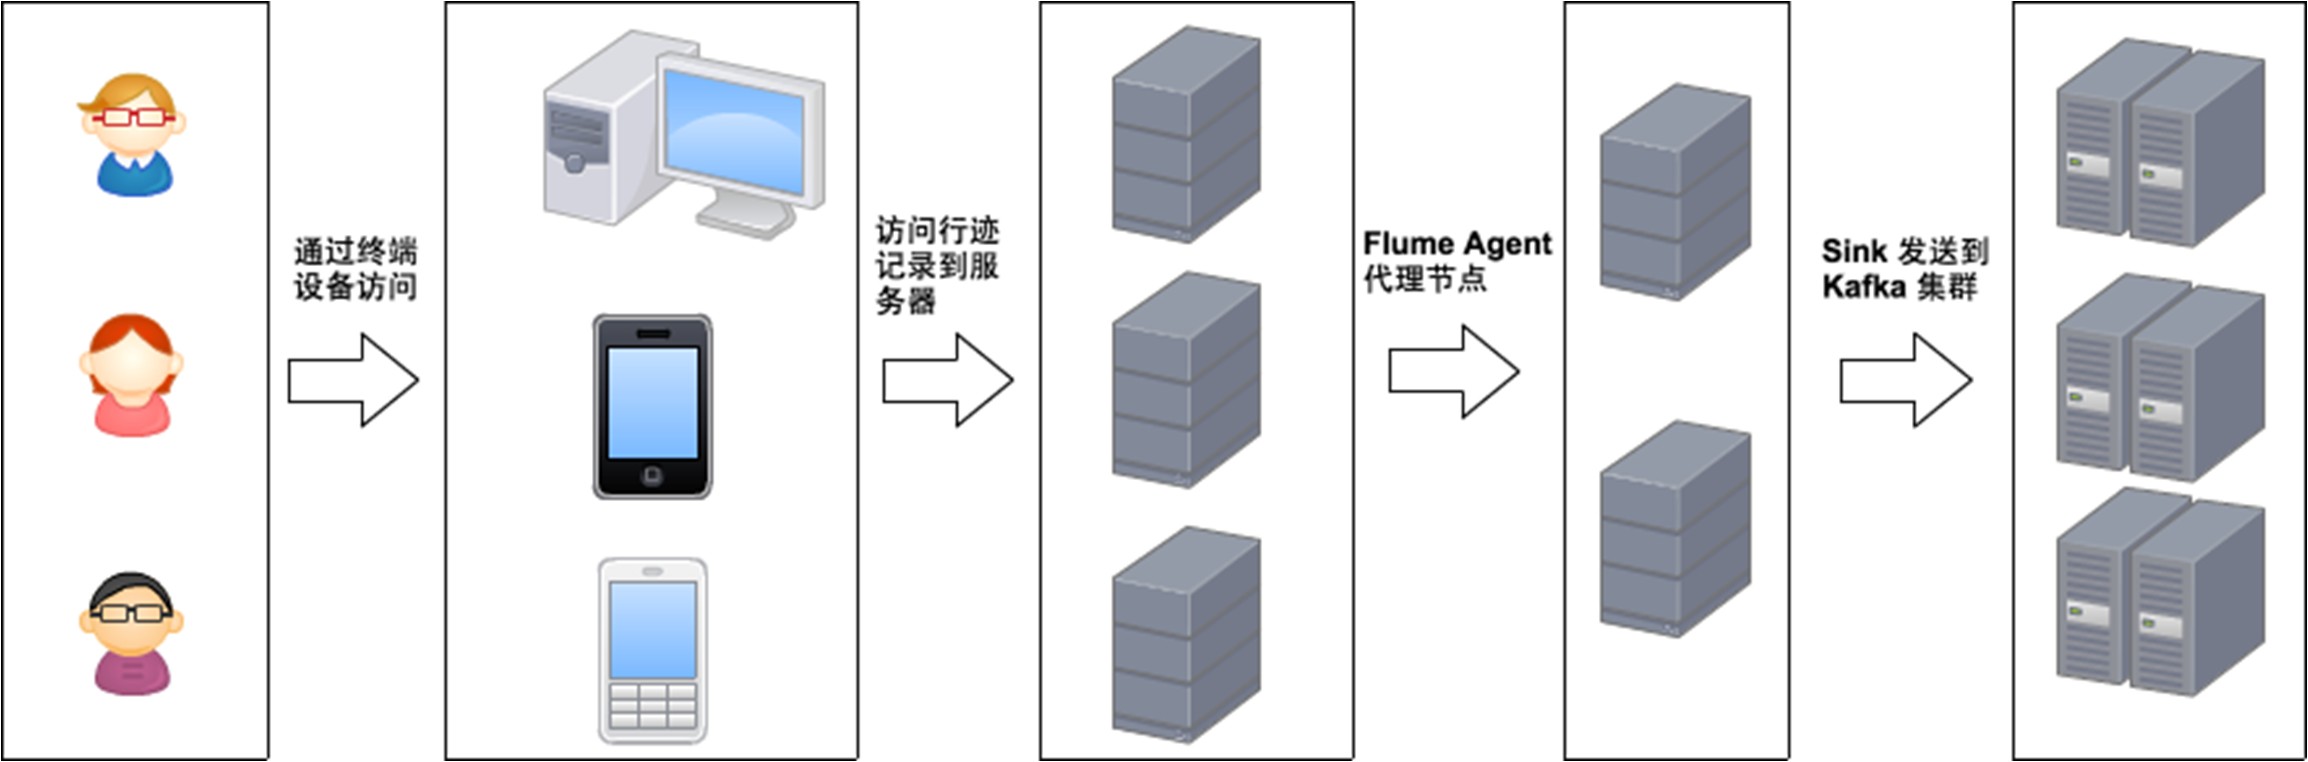 通过终端
设备访问
访问行迹
记录到服
务器
Flume Agent
代理节点
Sink 发送到
Kafka 集群